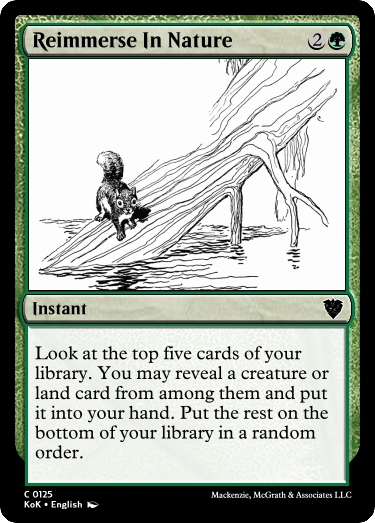 Reimmerse In Nature 2
Instant
Look at the top five cards of your
library. You may reveal a creature or
land card from among them and put
it into your hand. Put the rest on the
bottom of your library in a random
order.
C 0125
KoK • English
Mackenzie, McGrath & Associates LLC